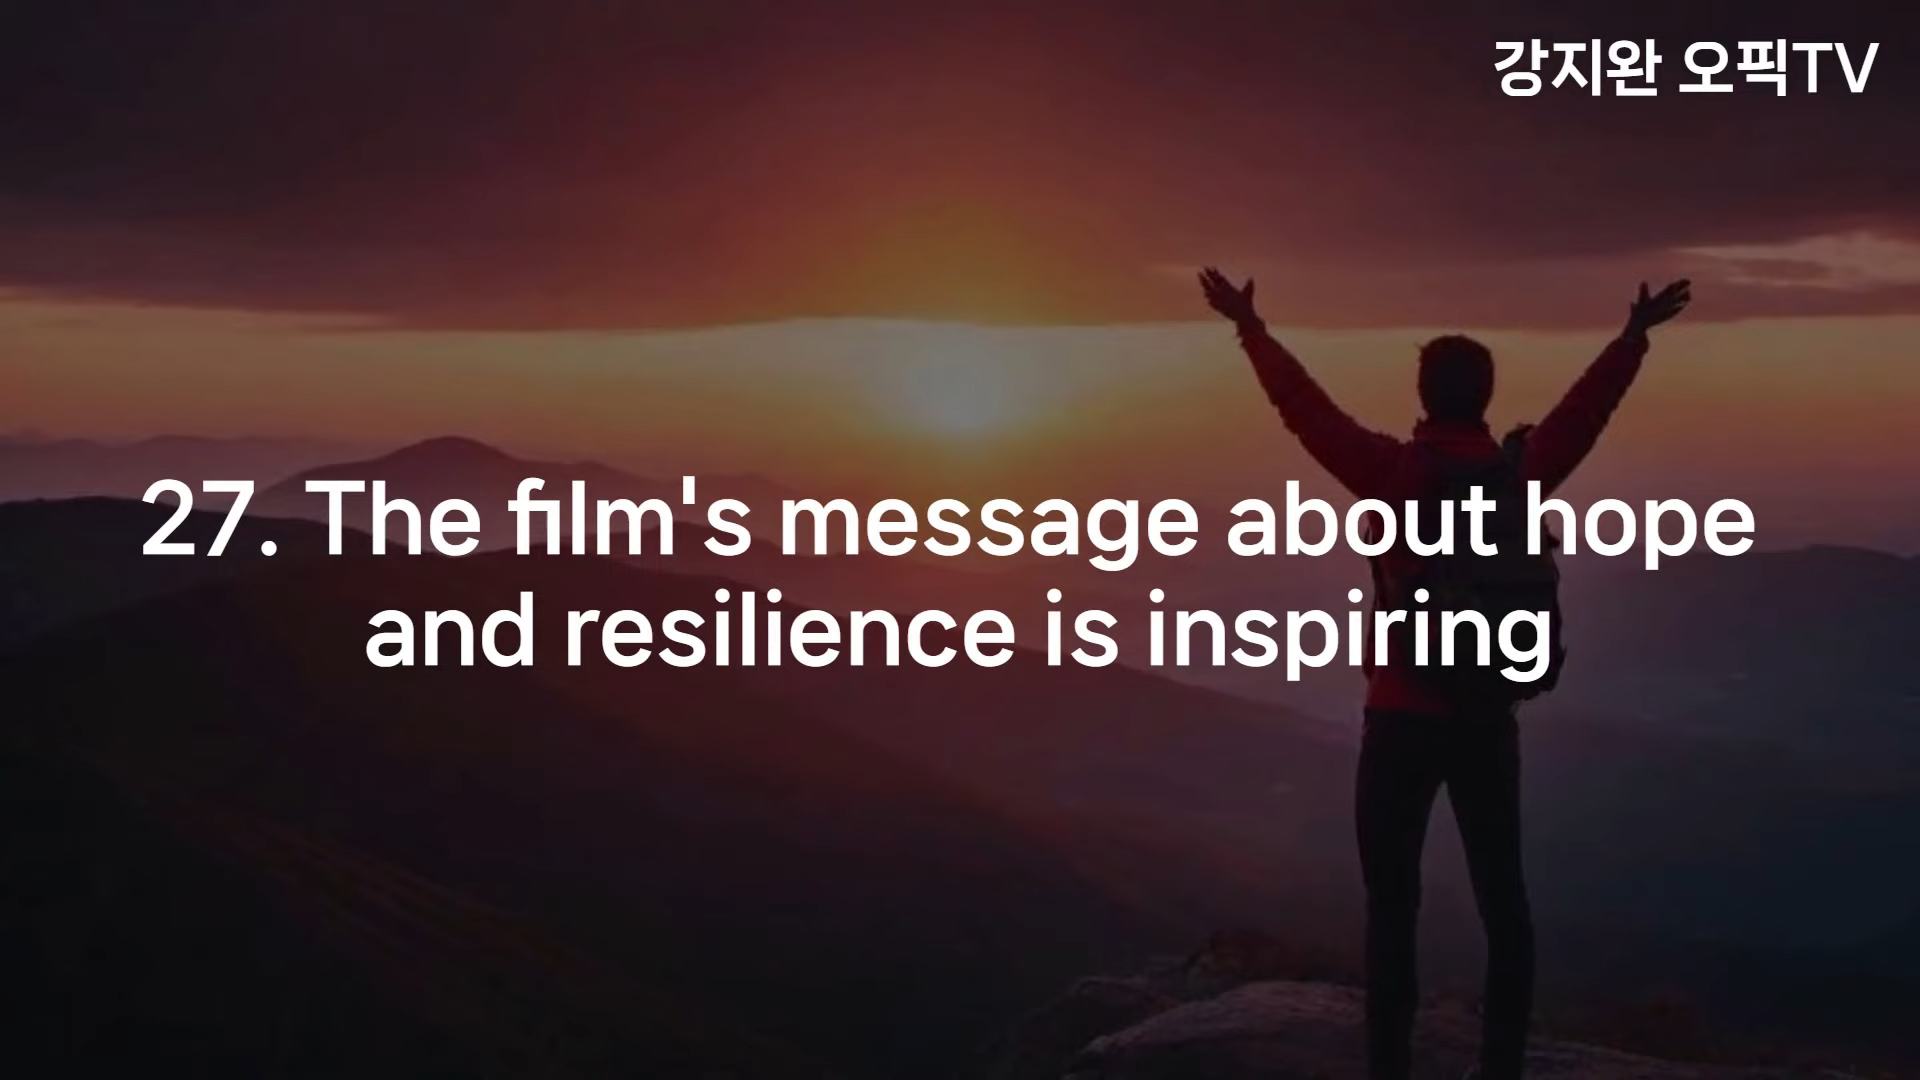 강지완 오픽TV
27. The film's message about hope
and resilience is inspiring